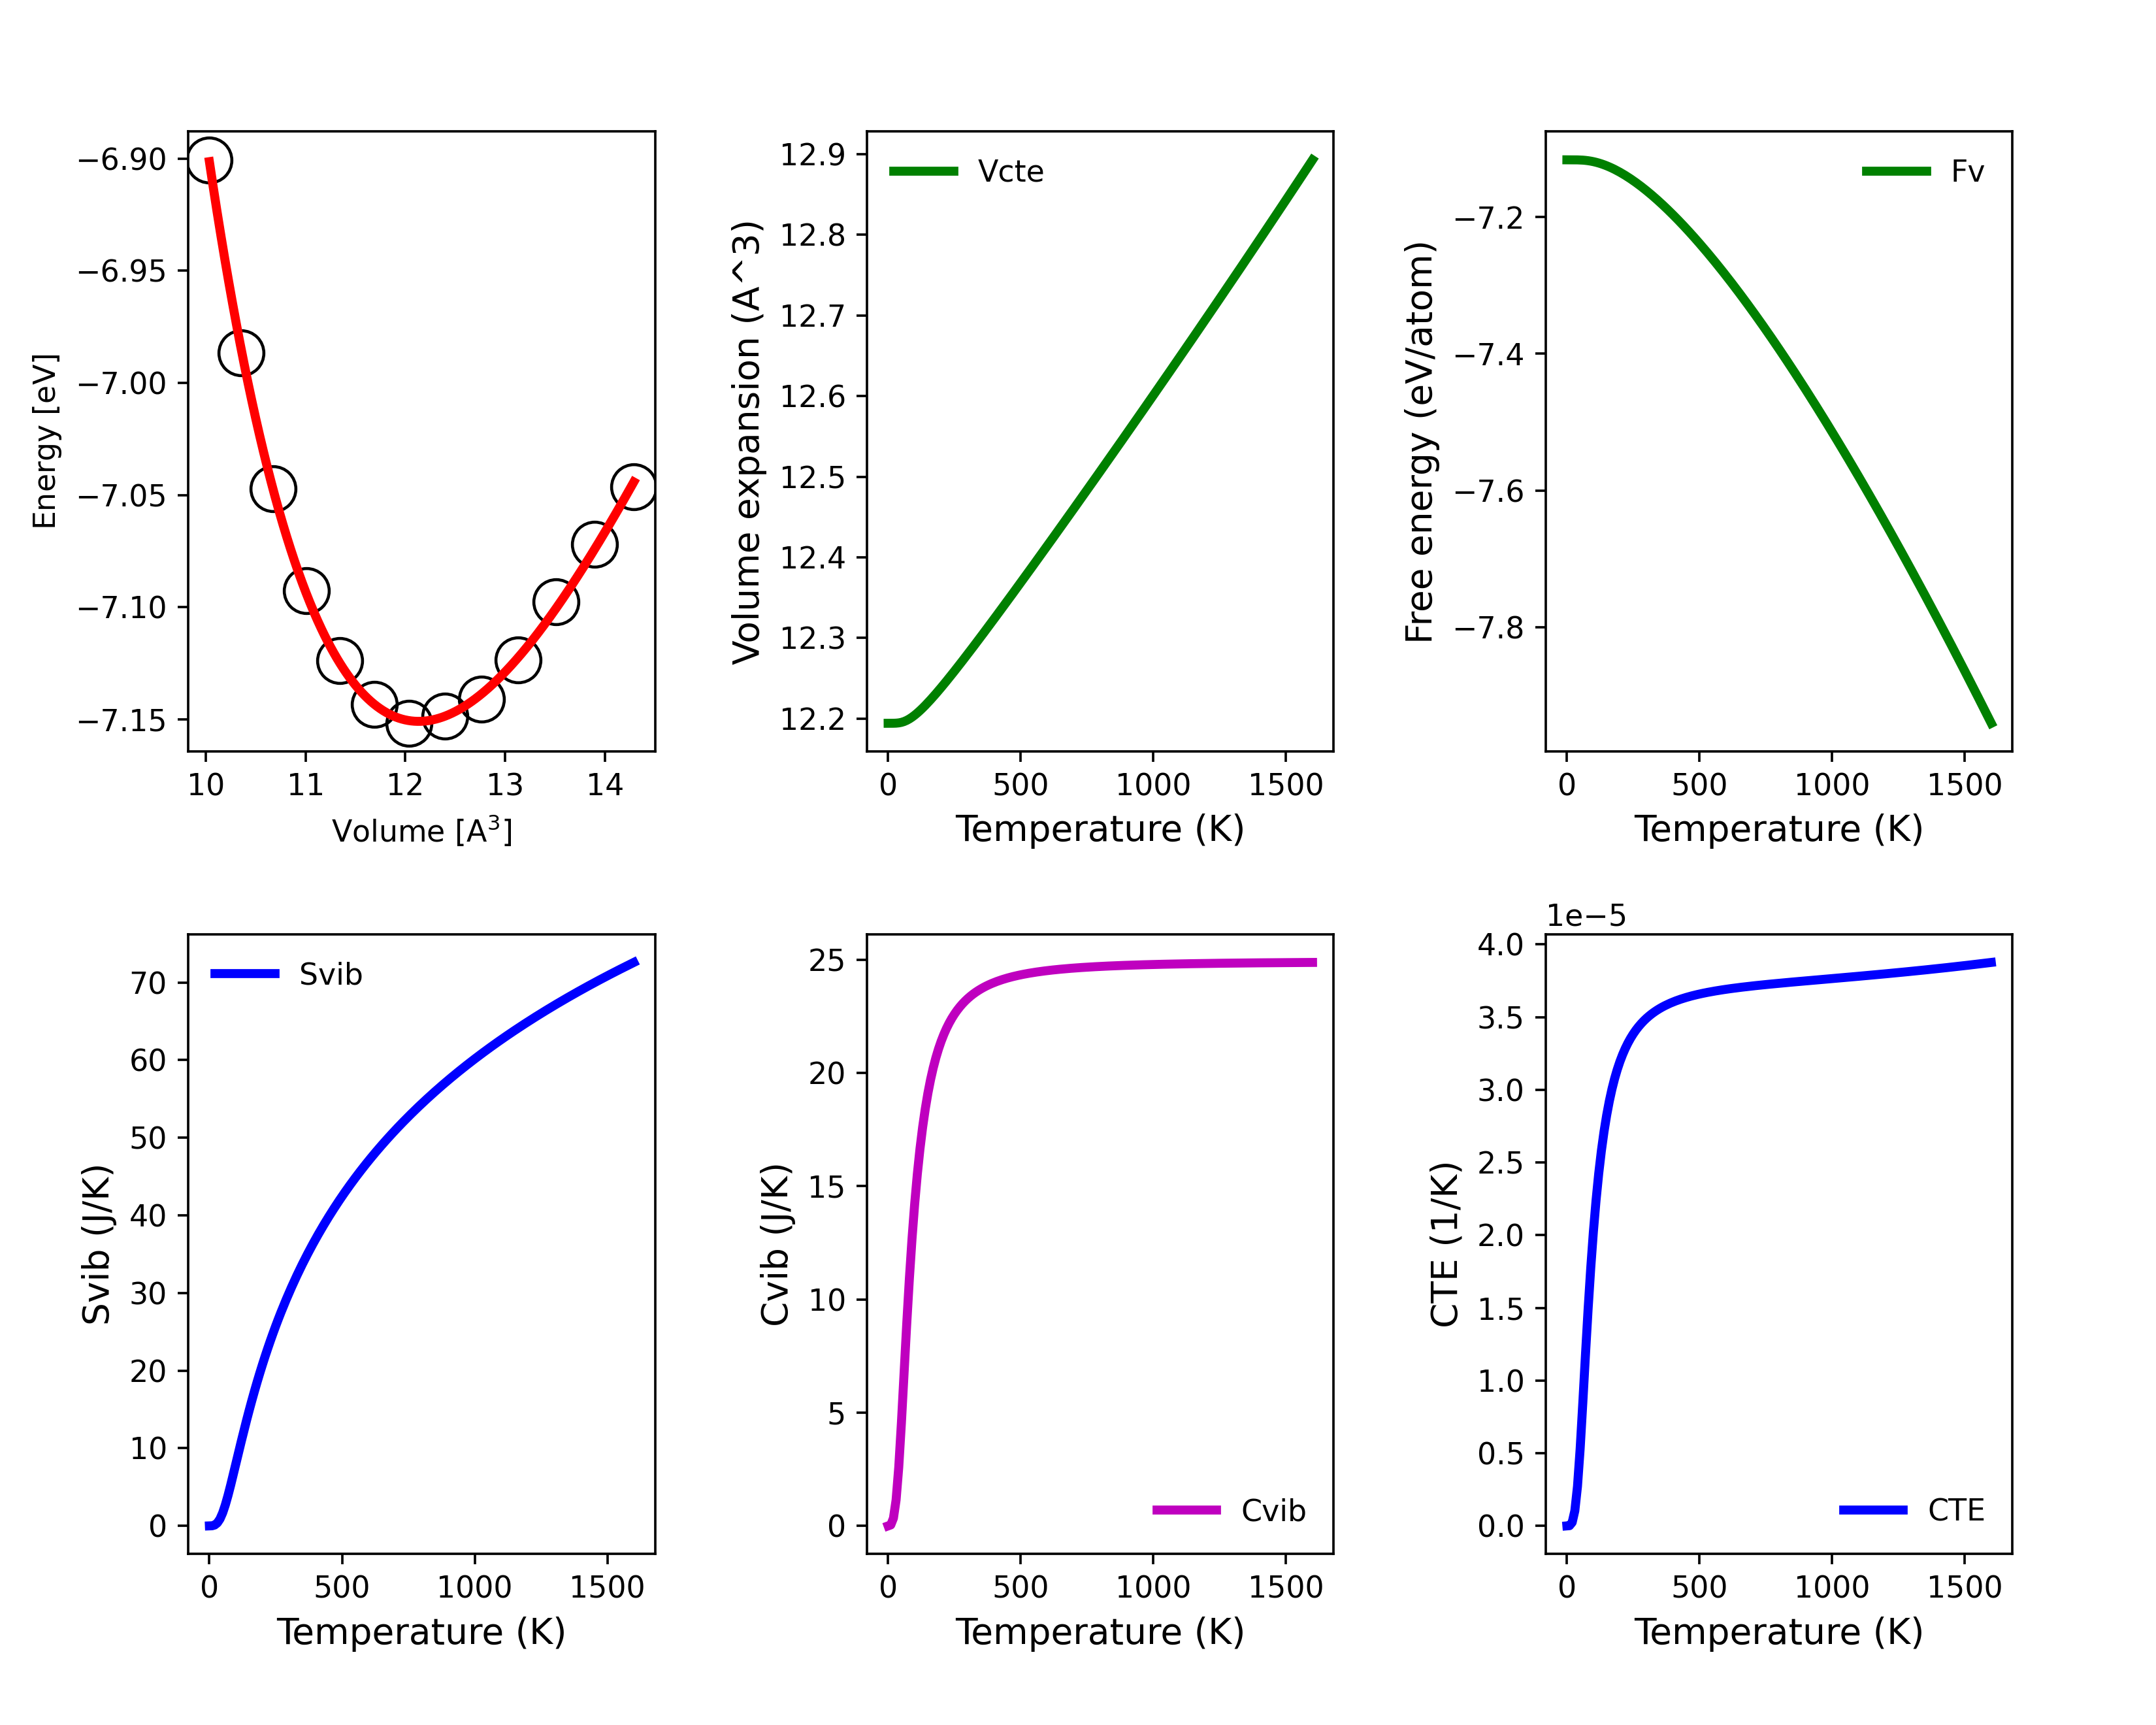 −6.90
−6.95
−7.00
−7.05
−7.10
−7.15
Energy [eV]
10 11 12 13 14
Volume [A³]
12.9
12.8
12.7
12.6
12.5
12.4
12.3
12.2
Volume expansion (A^3)
Vcte
0 500 1000 1500
Temperature (K)
−7.2
−7.4
−7.6
−7.8
Free energy (eV/atom)
Fv
0 500 1000 1500
Temperature (K)
70
60
50
40
30
20
10
0
Svib (J/K)
Svib
0 500 1000 1500
Temperature (K)
25
20
15
10
5
0
Cvib (J/K)
Cvib
0 500 1000 1500
Temperature (K)
1e−5
4.0
3.5
3.0
2.5
2.0
1.5
1.0
0.5
0.0
CTE (1/K)
CTE
0 500 1000 1500
Temperature (K)